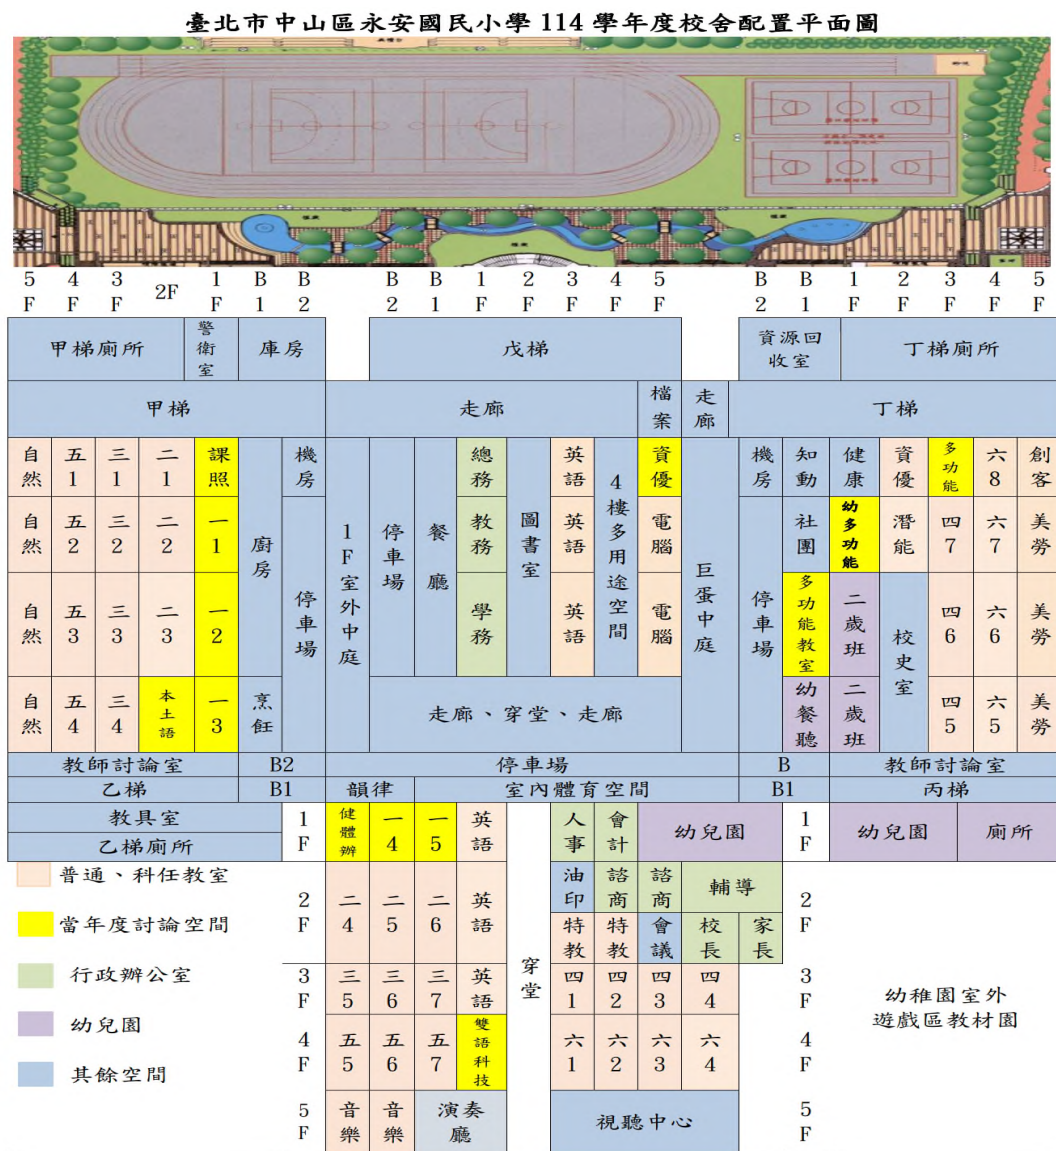 臺北市中山區永安國民小學 114 學年度校舍配置平面圖
5F 4F 3F 2F 1F B1 B2 B2 B1 1F 2F 3F 4F 5F B2 B1 1F 2F 3F 4F 5F
甲梯廁所 警衛室 庫房 戊梯 資源回收室 丁梯廁所
甲梯 走廊 檔案 走廊 丁梯
自然 五1 三1 二1 課照 廚房 機房 1F室外中庭 停車場 餐廳 總務 圖書室 英語 4樓多用途空間 資優 巨蛋中庭 機房 知動 健康 資優 多功能 六8 創客
自然 五2 三2 二2 一1 停車場 教務 英語 電腦 停車場 社團 幼多功能 潛能 四7 六7 美勞
自然 五3 三3 二3 一2 學務 英語 電腦 多功能教室 二歲班 校史室 四6 六6 美勞
自然 五4 三4 本土語 一3 烹飪 走廊、穿堂、走廊 幼餐聽 二歲班 四5 六5 美勞
教師討論室 B2 停車場 B 教師討論室
乙梯 B1 韻律 室內體育空間 B1 丙梯
教具室 1F 健體辦 一4 一5 英語 穿堂 人事 會計 幼兒園 1F 幼兒園 廁所
乙梯廁所
普通、科任教室 2F 二4 二5 二6 英語 油印 諮商 諮商 輔導 2F
當年度討論空間 特教 特教 會議 校長 家長
行政辦公室 3F 三5 三6 三7 英語 四1 四2 四3 四4 3F 幼稚園室外
幼兒園 4F 五5 五6 五7 雙語科技 六1 六2 六3 六4 4F 遊戲區教材園
其餘空間
5F 音樂 音樂 演奏廳 視聽中心 5F